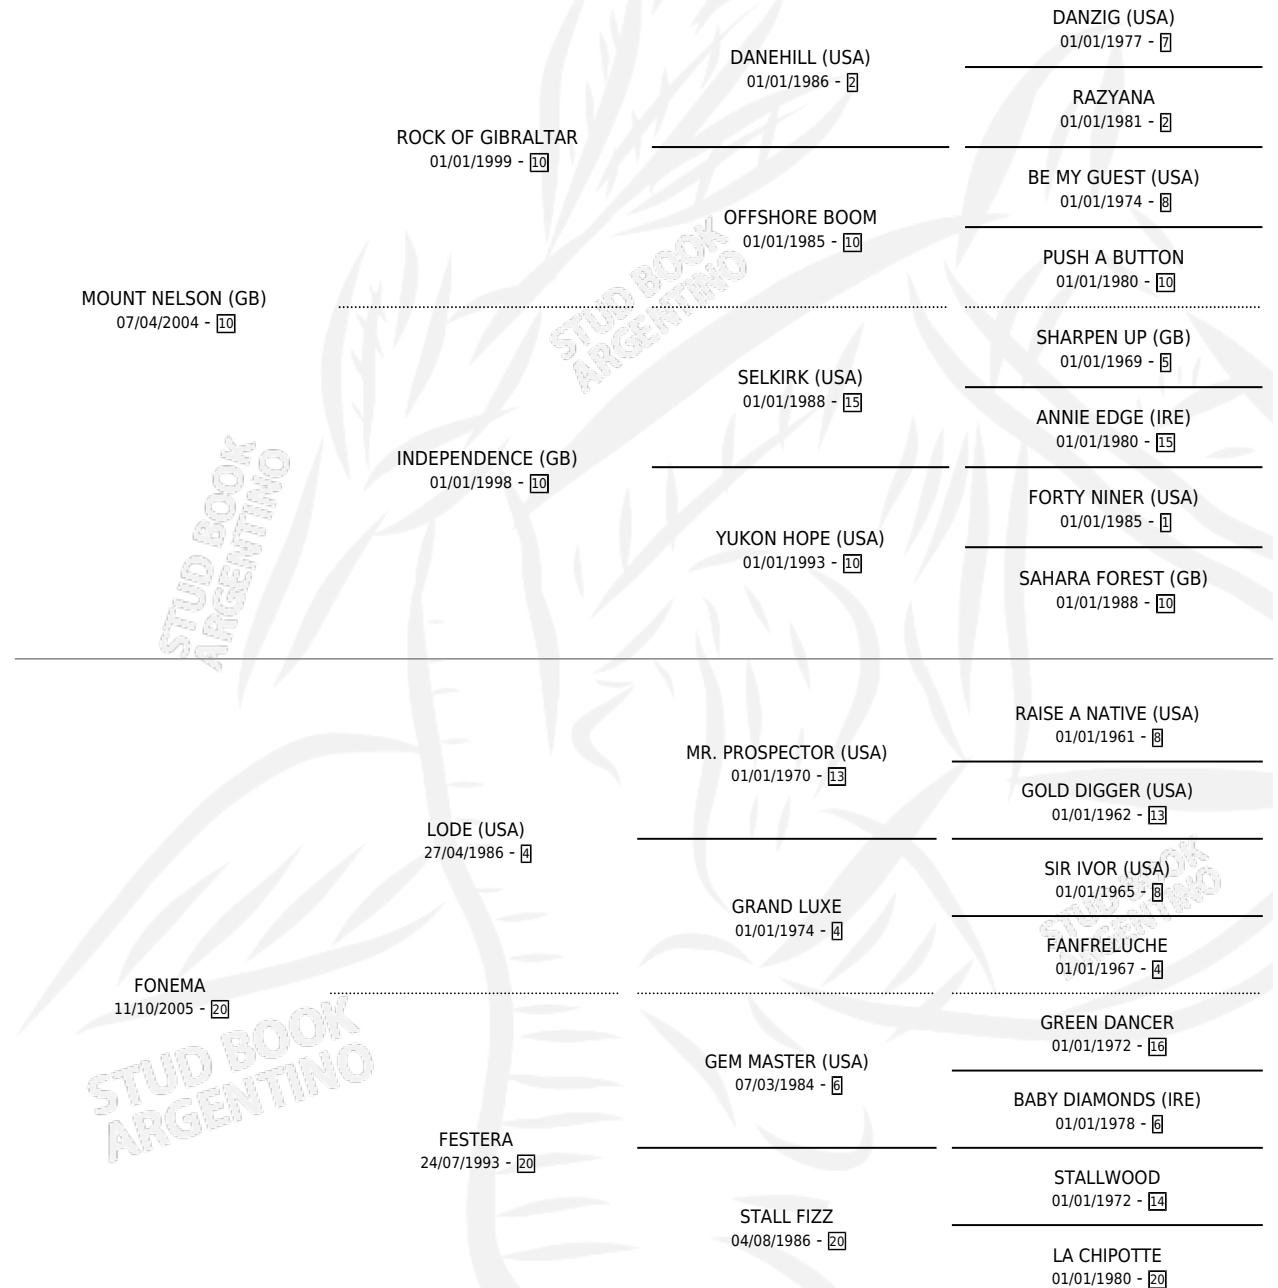 DANZIG (USA)
01/01/1977 - 7
DANEHILL (USA)
01/01/1986 - 2
RAZYANA
01/01/1981 - 2
ROCK OF GIBRALTAR
01/01/1999 - 10
BE MY GUEST (USA)
01/01/1974 - 8
OFFSHORE BOOM
01/01/1985 - 10
PUSH A BUTTON
01/01/1980 - 10
MOUNT NELSON (GB)
07/04/2004 - 10
STUD BOOK
ARGENTINO
SHARPEN UP (GB)
01/01/1969 - 5
SELKIRK (USA)
01/01/1988 - 15
ANNIE EDGE (IRE)
01/01/1980 - 15
INDEPENDENCE (GB)
01/01/1998 - 10
FORTY NINER (USA)
01/01/1985 - 1
YUKON HOPE (USA)
01/01/1993 - 10
SAHARA FOREST (GB)
01/01/1988 - 10
STUD BOOK
ARGENTINO
RAISE A NATIVE (USA)
01/01/1961 - 8
MR. PROSPECTOR (USA)
01/01/1970 - 13
GOLD DIGGER (USA)
01/01/1962 - 13
LODE (USA)
27/04/1986 - 4
SIR IVOR (USA)
01/01/1965 - 8
GRAND LUXE
01/01/1974 - 4
STUD BOOK
ARGENTINO
FANFRELUCHE
01/01/1967 - 4
FONEMA
11/10/2005 - 20
GREEN DANCER
01/01/1972 - 16
STUD BOOK
ARGENTINO
GEM MASTER (USA)
07/03/1984 - 6
BABY DIAMONDS (IRE)
01/01/1978 - 6
FESTERA
24/07/1993 - 20
STALLWOOD
01/01/1972 - 14
STALL FIZZ
04/08/1986 - 20
LA CHIPOTTE
01/01/1980 - 20